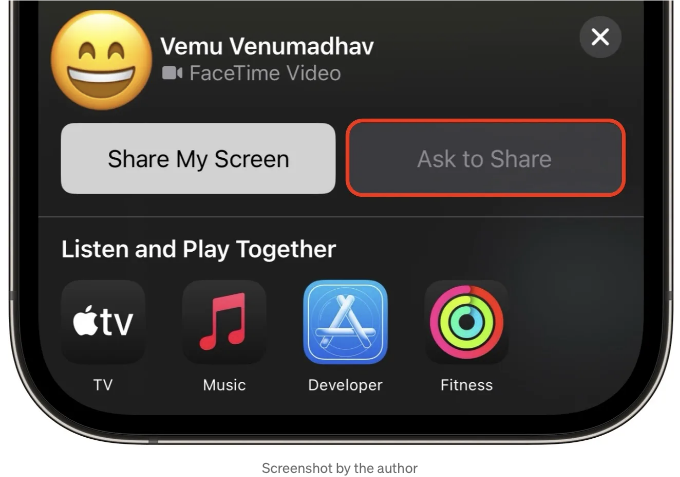 Vemu Venumadhav
FaceTime Video
Share My Screen
Ask to Share
Listen and Play Together
tv
TV
Music
Developer
Fitness
Screenshot by the author